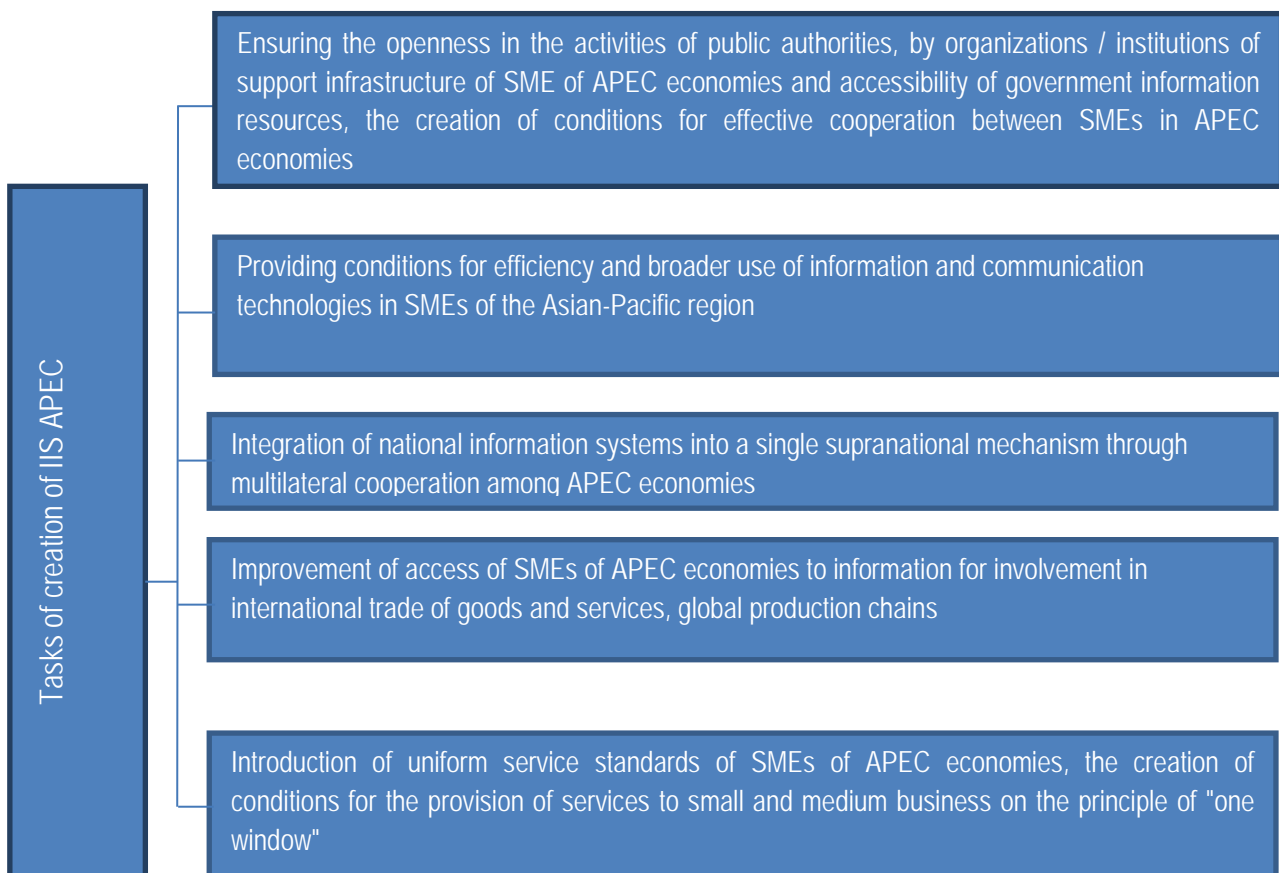 Ensuring the openness in the activities of public authorities, by organizations / institutions of
support infrastructure of SME of APEC economies and accessibility of government information
resources, the creation of conditions for effective cooperation between SMEs in APEC
economies
Tasks of creation of IIS APEC
Providing conditions for efficiency and broader use of information and communication
technologies in SMEs of the Asian-Pacific region
Integration of national information systems into a single supranational mechanism through
multilateral cooperation among APEC economies
Improvement of access of SMEs of APEC economies to information for involvement in
international trade of goods and services, global production chains
Introduction of uniform service standards of SMEs of APEC economies, the creation of
conditions for the provision of services to small and medium business on the principle of "one
window"